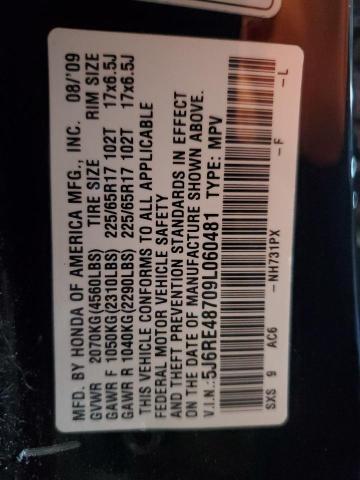 MFD. BY HONDA OF AMERICA MFG., INC. 08/'09
GVWR 2070KG(4560LBS) TIRE SIZE RIM SIZE
GAWR F 1050KG(2310LBS) 225/65R17 102T 17x6.5J
GAWR R 1040KG(2290LBS) 225/65R17 102T 17x6.5J
THIS VEHICLE CONFORMS TO ALL APPLICABLE
FEDERAL MOTOR VEHICLE SAFETY
AND THEFT PREVENTION STANDARDS IN EFFECT
ON THE DATE OF MANUFACTURE SHOWN ABOVE.
V.I.N.: 5J6RE48709L060481 TYPE: MPV
SXS 9 AC6 -NH731PX -F -L